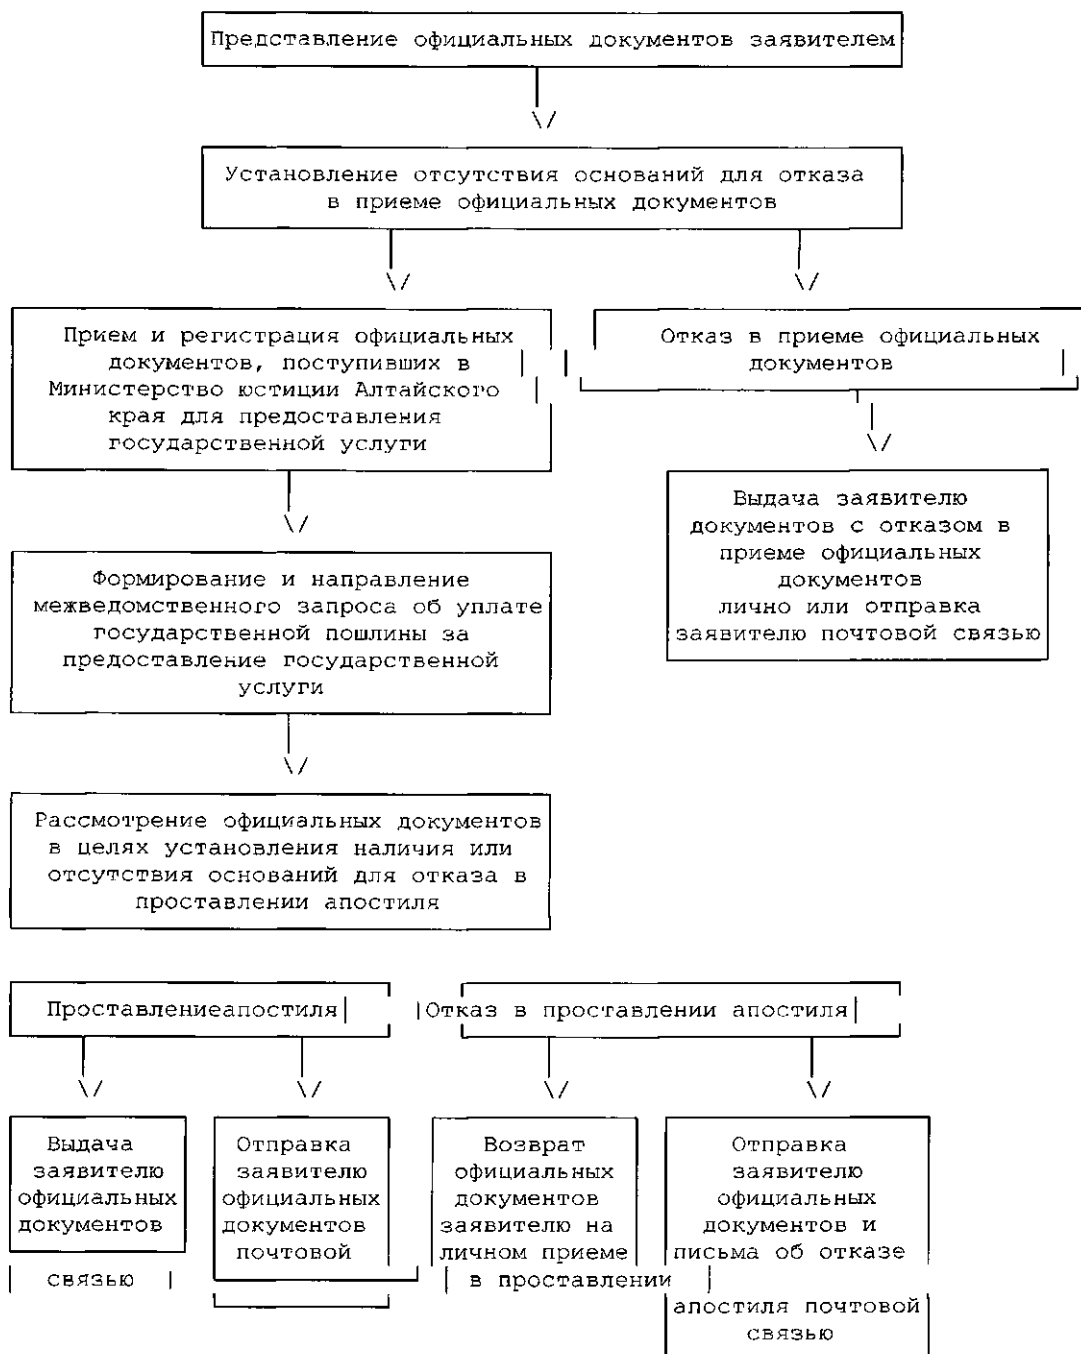 Представление официальных документов заявителем
Установление отсутствия оснований для отказа
в приеме официальных документов
Прием и регистрация официальных
документов, поступивших в
Министерство юстиции Алтайского
края для предоставления
государственной услуги
Отказ в приеме официальных
документов
Выдача заявителю
документов с отказом в
приеме официальных
документов
лично или отправка
заявителю почтовой связью
Формирование и направление
межведомственного запроса об уплате
государственной пошлины за
предоставление государственной
услуги
Рассмотрение официальных документов
в целях установления наличия или
отсутствия оснований для отказа в
проставлении апостиля
Проставлениеапостиля
Отказ в проставлении апостиля
Выдача
заявителю
официальных
документов
связью
Отправка
заявителю
официальных
документов
почтовой
Возврат
официальных
документов
заявителю на
личном приеме
в проставлении
Отправка
заявителю
официальных
документов и
письма об отказе
апостиля почтовой
связью